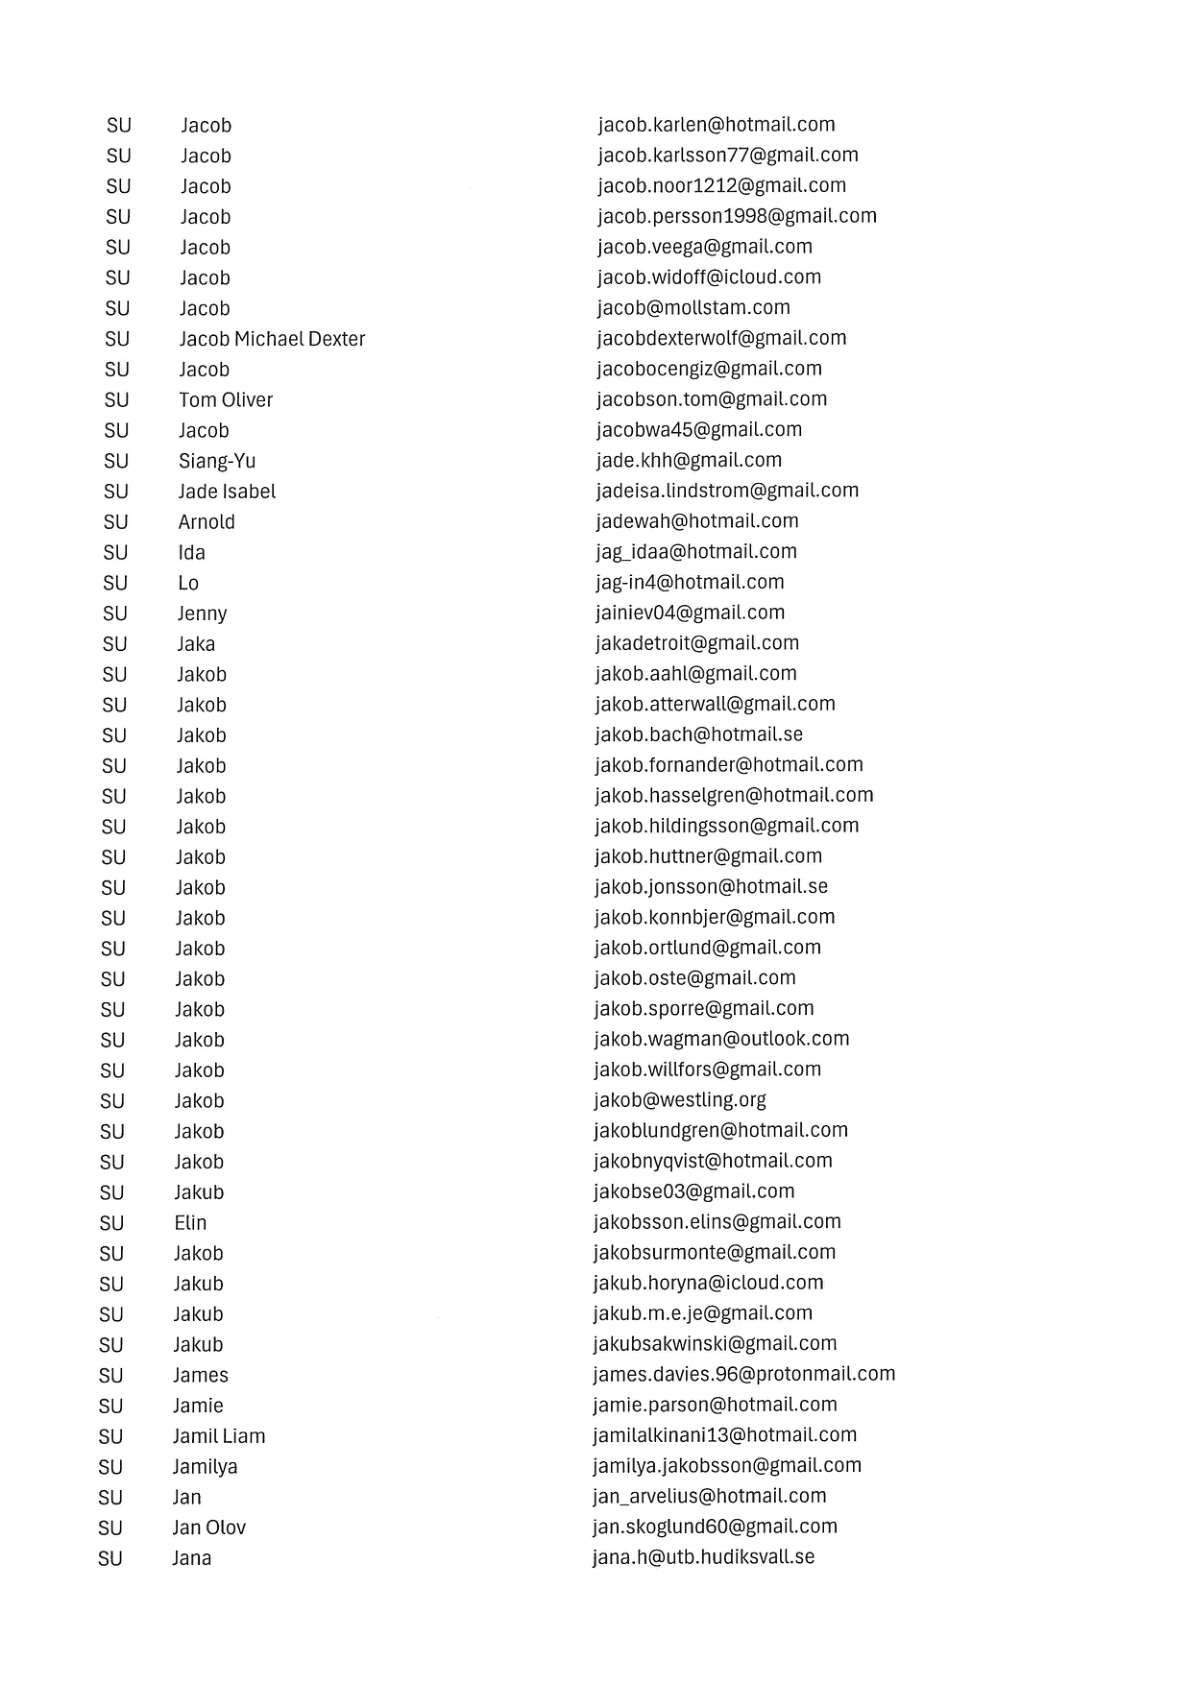 SU Jacob jacob.karlen@hotmail.com
SU Jacob jacob.karlsson77@gmail.com
SU Jacob jacob.noor1212@gmail.com
SU Jacob jacob.persson1998@gmail.com
SU Jacob jacob.veega@gmail.com
SU Jacob jacob.widoff@icloud.com
SU Jacob jacob@mollstam.com
SU Jacob Michael Dexter jacobdexterwolf@gmail.com
SU Jacob jacobocengiz@gmail.com
SU Tom Oliver jacobson.tom@gmail.com
SU Jacob jacobwa45@gmail.com
SU Siang-Yu jade.khh@gmail.com
SU Jade Isabel jadeisa.lindstrom@gmail.com
SU Arnold jadewah@hotmail.com
SU Ida jag_idaa@hotmail.com
SU Lo jag-in4@hotmail.com
SU Jenny jainiev04@gmail.com
SU Jaka jakadetroit@gmail.com
SU Jakob jakob.aahl@gmail.com
SU Jakob jakob.atterwall@gmail.com
SU Jakob jakob.bach@hotmail.se
SU Jakob jakob.fornander@hotmail.com
SU Jakob jakob.hasselgren@hotmail.com
SU Jakob jakob.hildingsson@gmail.com
SU Jakob jakob.huttner@gmail.com
SU Jakob jakob.jonsson@hotmail.se
SU Jakob jakob.konnbjer@gmail.com
SU Jakob jakob.ortlund@gmail.com
SU Jakob jakob.oste@gmail.com
SU Jakob jakob.sporre@gmail.com
SU Jakob jakob.wagman@outlook.com
SU Jakob jakob.willfors@gmail.com
SU Jakob jakob@westling.org
SU Jakob jakoblundgren@hotmail.com
SU Jakob jakobnyqvist@hotmail.com
SU Jakub jakobse03@gmail.com
SU Elin jakobsson.elins@gmail.com
SU Jakob jakobsurmonte@gmail.com
SU Jakub jakub.horyna@icloud.com
SU Jakub jakub.m.e.je@gmail.com
SU Jakub jakubsakwinski@gmail.com
SU James james.davies.96@protonmail.com
SU Jamie jamie.parson@hotmail.com
SU Jamil Liam jamilalkinani13@hotmail.com
SU Jamilya jamilya.jakobsson@gmail.com
SU Jan jan_arvelius@hotmail.com
SU Jan Olov jan.skoglund60@gmail.com
SU Jana jana.h@utb.hudiksvall.se